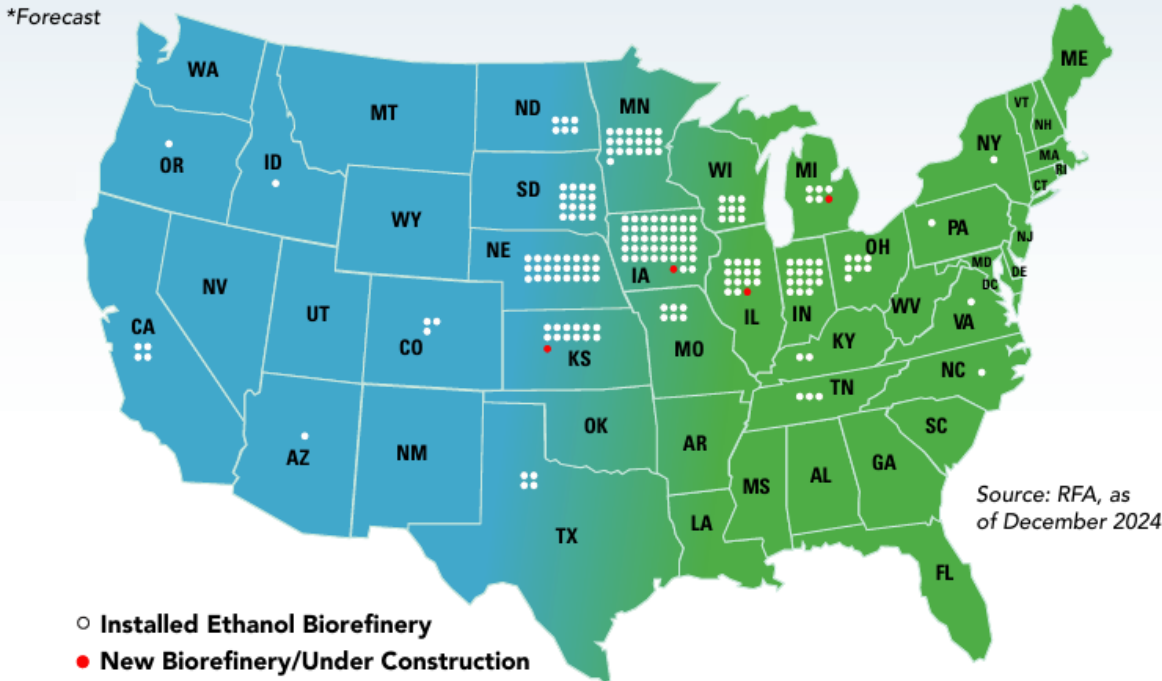 *Forecast
WA
MT
ND
MN
ME
VT
NH
NY
MA
RI
CT
OR
ID
SD
WI
MI
WY
NE
IA
PA
NJ
OH
MD
DE
DC
NV
UT
CO
CA
KS
MO
IL
IN
WV
VA
KY
NC
TN
AZ
NM
OK
AR
SC
MS
AL
GA
TX
LA
FL
Source: RFA, as
of December 2024
Installed Ethanol Biorefinery
New Biorefinery/Under Construction